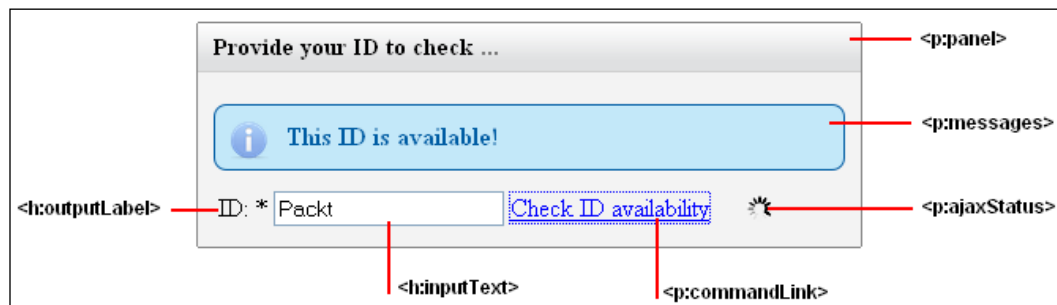 Provide your ID to check ...
<p:panel>
This ID is available!
<p:messages>
<h:outputLabel>
ID: * Packt Check ID availability
<p:ajaxStatus>
<h:inputText>
<p:commandLink>